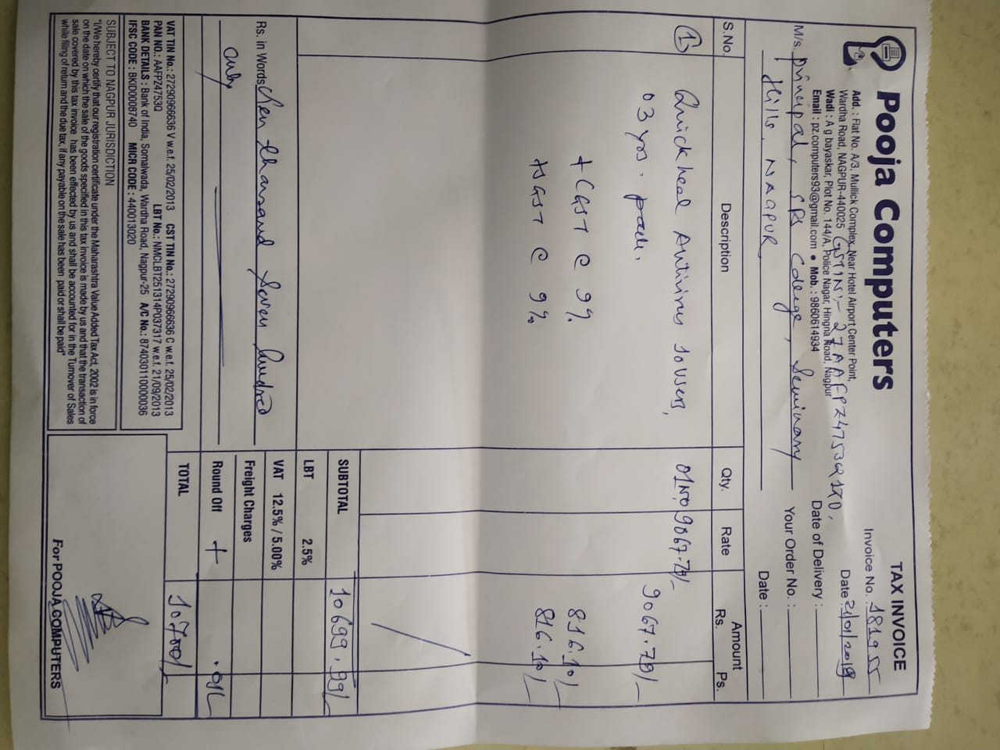 Pooja Computers
TAX INVOICE
Add. : Flat No. A/3, Mullick Complex, Near Hotel Airport Center Point,
Wardha Road, NAGPUR-440025
GSTIN:- 27AAFPZ4753Q1ZO,
Wadi : A g bayaskar, Plot No. 144/A, Police Nagar, Hingna Road, Nagpur
Email : pz.computers93@gmail.com ● Mob. : 9860614934
Invoice No. 1819.55
Date 21/01/2019
Date of Delivery :
M/s. principal, SFS College, Seminary
Hills, NAGPUR
Your Order No. :
Date :
S.No. Description Qty. Rate Amount
Rs. Ps.
1) Quick heal Antivirus 10 users, 01No. 9067.79/-
03 yrs. pack. 9067.79/-
+ CGST @ 9% 816.10/-
+ SGST @ 9% 816.10/-
SUBTOTAL 10699.99/-
LBT 2.5%
VAT 12.5% / 5.00%
Freight Charges
Round Off + .01/-
TOTAL 10700/-
Rs. in Words Ten thousand Seven hundred
only
VAT TIN No.: 27290966636 V w.e.f. 25/02/2013 CST TIN No.: 27290966636 C w.e.f. 25/02/2013
PAN NO.: AAFPZ4753Q LBT No.: NMCLBT251314P037317 w.e.f. 21/09/2013
BANK DETAILS : Bank of India, Somalwada, Wardha Road, Nagpur-25 A/C No.: 874030110000036
IFSC CODE : BKID0008740 MICR CODE : 440013020
SUBJECT TO NAGPUR JURISDICTION
"I/We hereby certify that our registration certificate under the Maharashtra Value Added Tax Act, 2002 is in force
on the date on which the sale of the goods specified in this tax invoice is made by us and that the transaction of
sale covered by this tax invoice has been effected by us and shall be accounted for in the Turnover of Sales
while filing of return and the due tax, if any payable on the sale has been paid or shall be paid"
For POOJA COMPUTERS